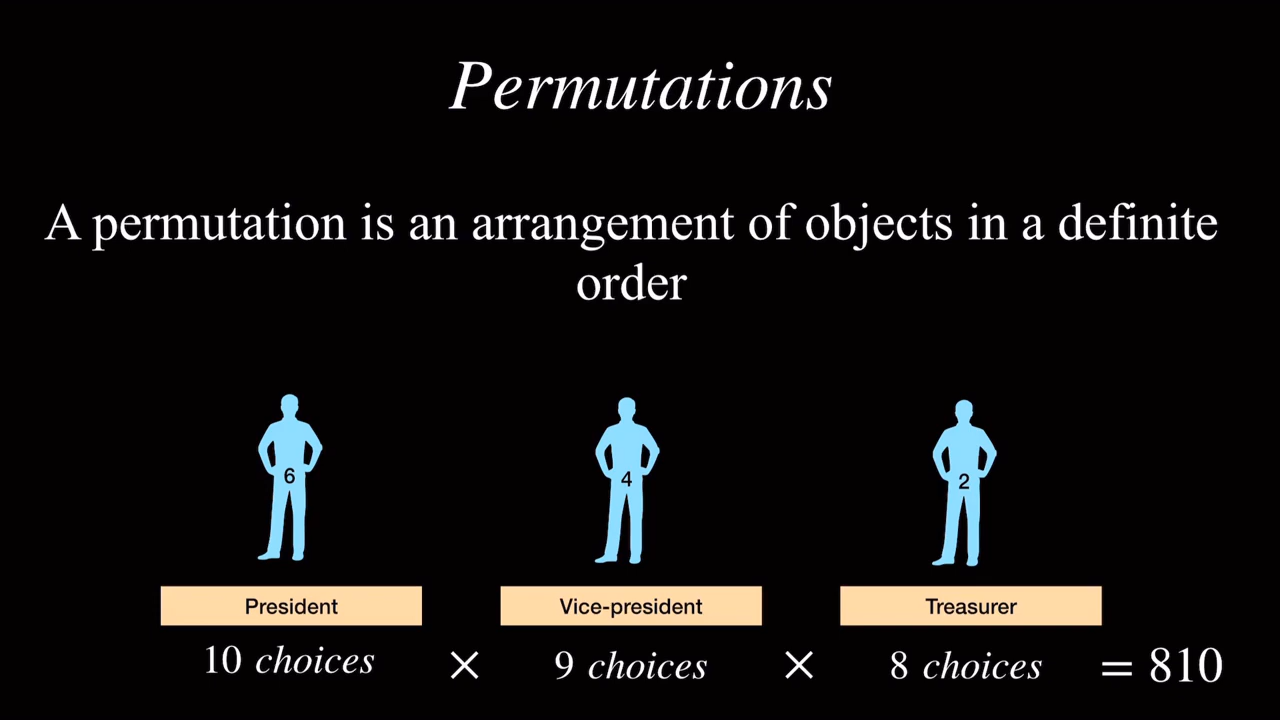 Permutations
A permutation is an arrangement of objects in a definite
order
6 4 2
President Vice-president Treasurer
10 choices × 9 choices × 8 choices = 810